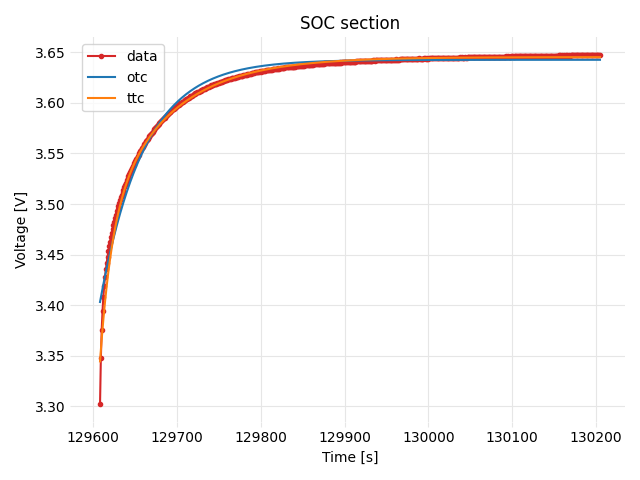 SOC section
data
otc
ttc
Voltage [V]
3.65
3.60
3.55
3.50
3.45
3.40
3.35
3.30
129600 129700 129800 129900 130000 130100 130200
Time [s]